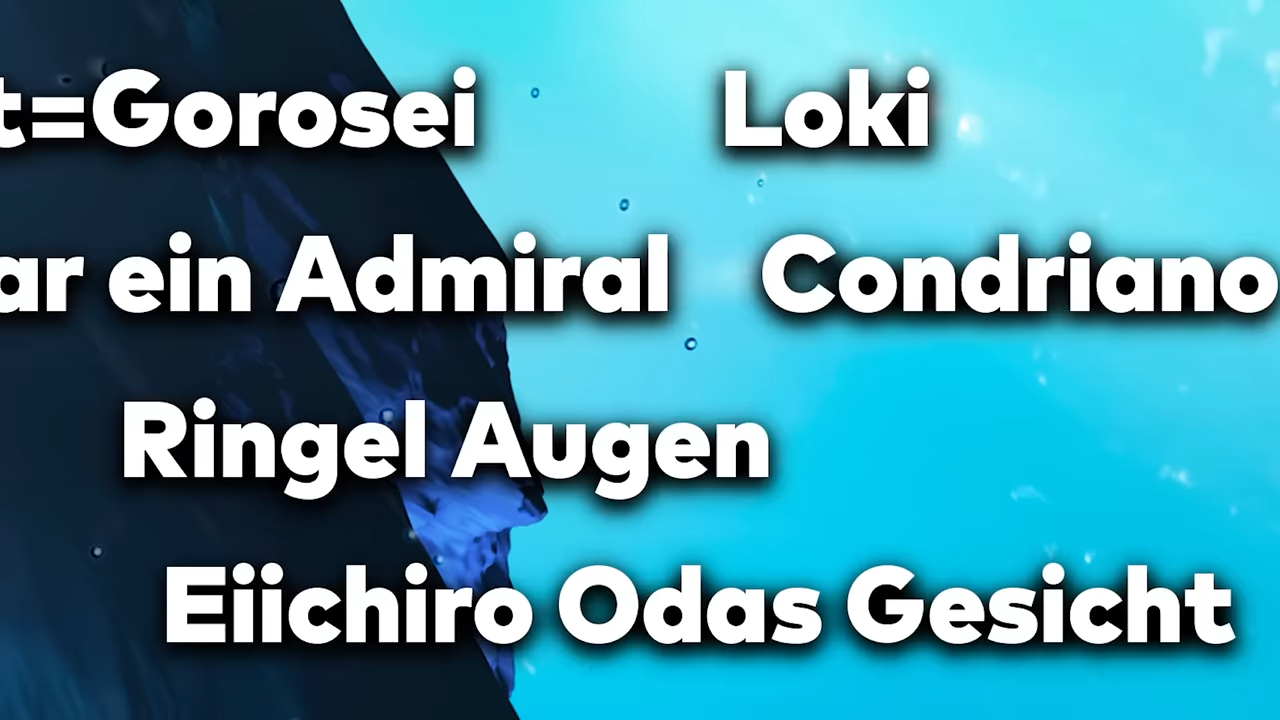 t=Gorosei Loki
ar ein Admiral Condriano
Ringel Augen
Eiichiro Odas Gesicht